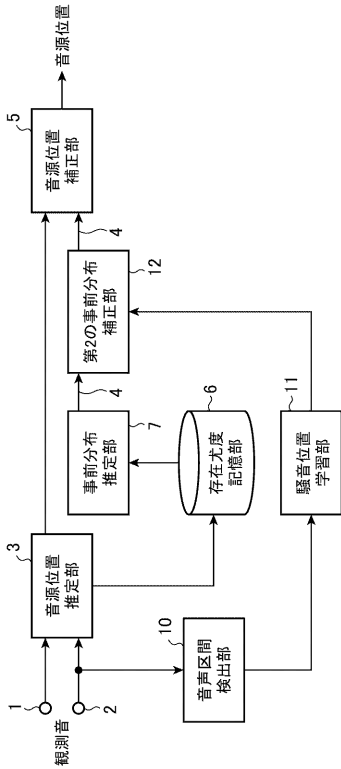 観測音
1
2
3
音源位置
推定部
10
音声区間
検出部
事前分布
推定部
7
4
存在尤度
記憶部
6
騒音位置
学習部
11
第2の事前分布
補正部
12
4
音源位置
補正部
5
音源位置